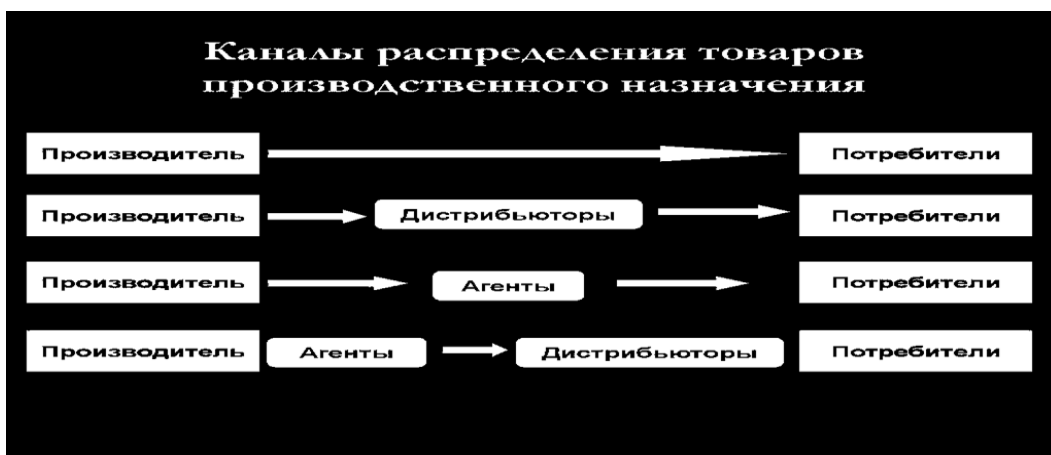 Каналы распределения товаров
производственного назначения
Производитель Потребители
Производитель Дистрибьюторы Потребители
Производитель Агенты Потребители
Производитель Агенты Дистрибьюторы Потребители